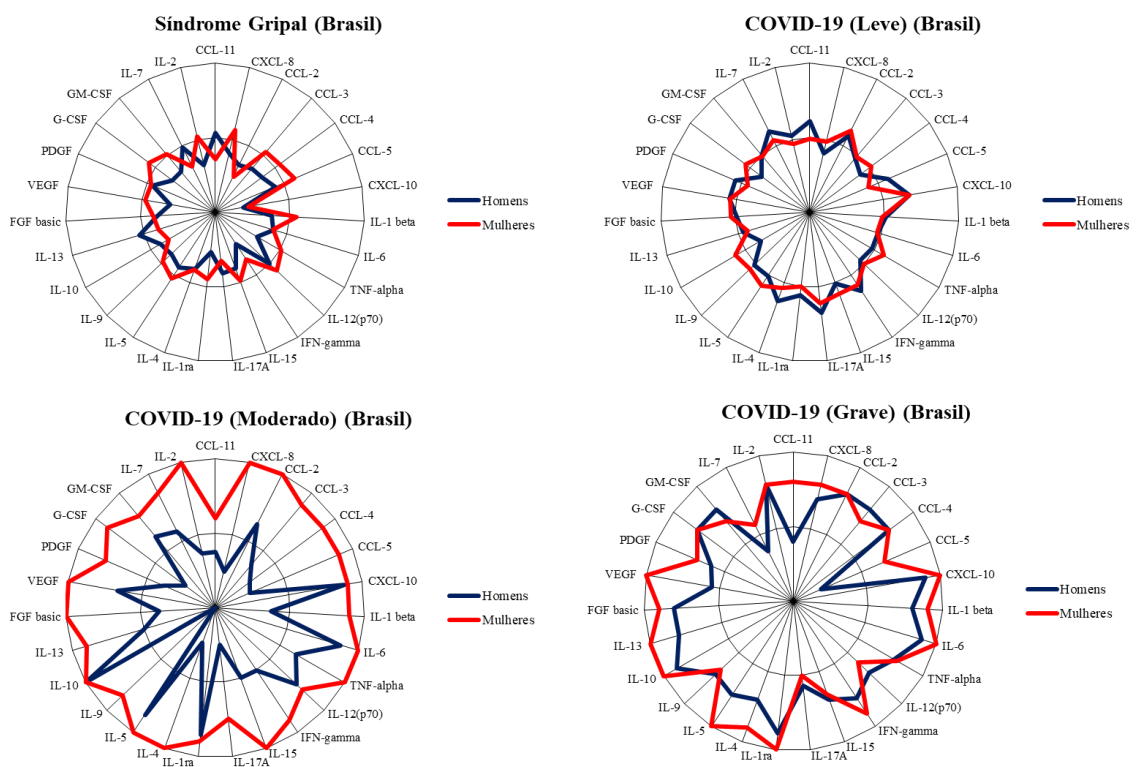 Síndrome Gripal (Brasil)
CCL-11
CXCL-8
CCL-2
CCL-3
CCL-4
CCL-5
CXCL-10
IL-1 beta
IL-6
TNF-alpha
IL-12(p70)
IFN-gamma
IL-15
IL-17A
IL-1ra
IL-4
IL-5
IL-9
IL-10
IL-13
FGF basic
VEGF
PDGF
G-CSF
GM-CSF
IL-7
IL-2
Homens
Mulheres
COVID-19 (Leve) (Brasil)
CCL-11
CXCL-8
CCL-2
CCL-3
CCL-4
CCL-5
CXCL-10
IL-1 beta
IL-6
TNF-alpha
IL-12(p70)
IFN-gamma
IL-15
IL-17A
IL-1ra
IL-4
IL-5
IL-9
IL-10
IL-13
FGF basic
VEGF
PDGF
G-CSF
GM-CSF
IL-7
IL-2
Homens
Mulheres
COVID-19 (Moderado) (Brasil)
CCL-11
CXCL-8
CCL-2
CCL-3
CCL-4
CCL-5
CXCL-10
IL-1 beta
IL-6
TNF-alpha
IL-12(p70)
IFN-gamma
IL-15
IL-17A
IL-1ra
IL-4
IL-5
IL-9
IL-10
IL-13
FGF basic
VEGF
PDGF
G-CSF
GM-CSF
IL-7
IL-2
Homens
Mulheres
COVID-19 (Grave) (Brasil)
CCL-11
CXCL-8
CCL-2
CCL-3
CCL-4
CCL-5
CXCL-10
IL-1 beta
IL-6
TNF-alpha
IL-12(p70)
IFN-gamma
IL-15
IL-17A
IL-1ra
IL-4
IL-5
IL-9
IL-10
IL-13
FGF basic
VEGF
PDGF
G-CSF
GM-CSF
IL-7
IL-2
Homens
Mulheres